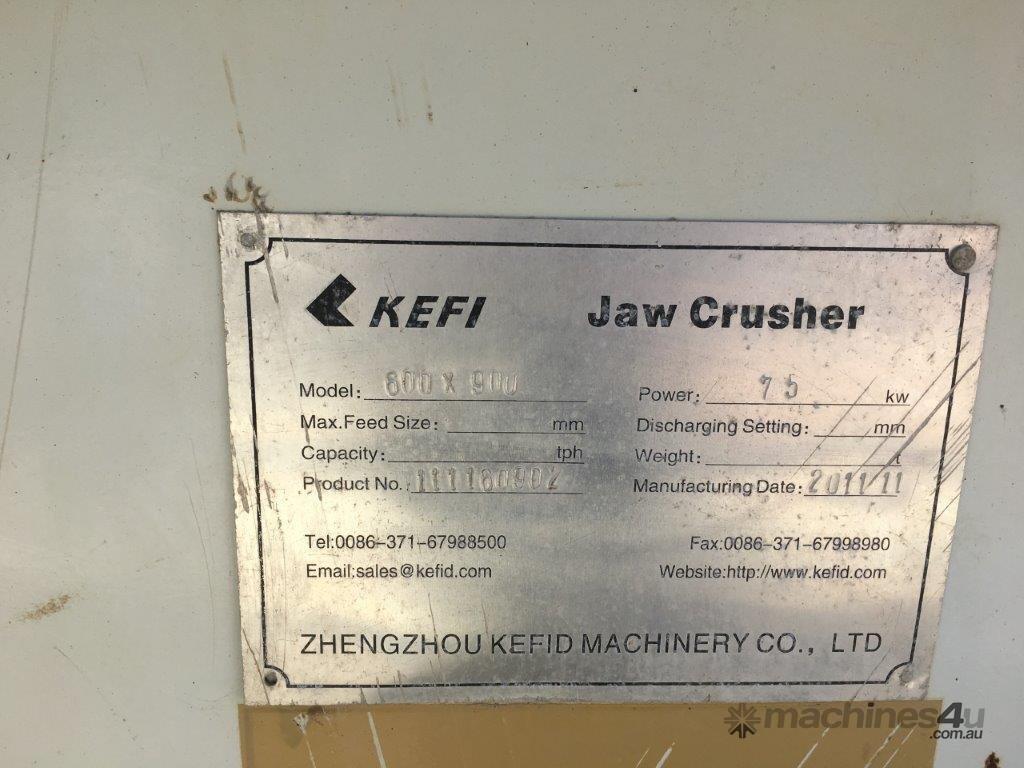 KEFI Jaw Crusher
Model: 600 X 900 Power: 75 kw
Max.Feed Size: mm Discharging Setting: mm
Capacity: tph Weight: t
Product No.: 111160902 Manufacturing Date: 2011 11
Tel:0086-371-67988500 Fax:0086-371-67998980
Email:sales@kefid.com Website:http://www.kefid.com
ZHENGZHOU KEFID MACHINERY CO., LTD
machines4u
.com.au